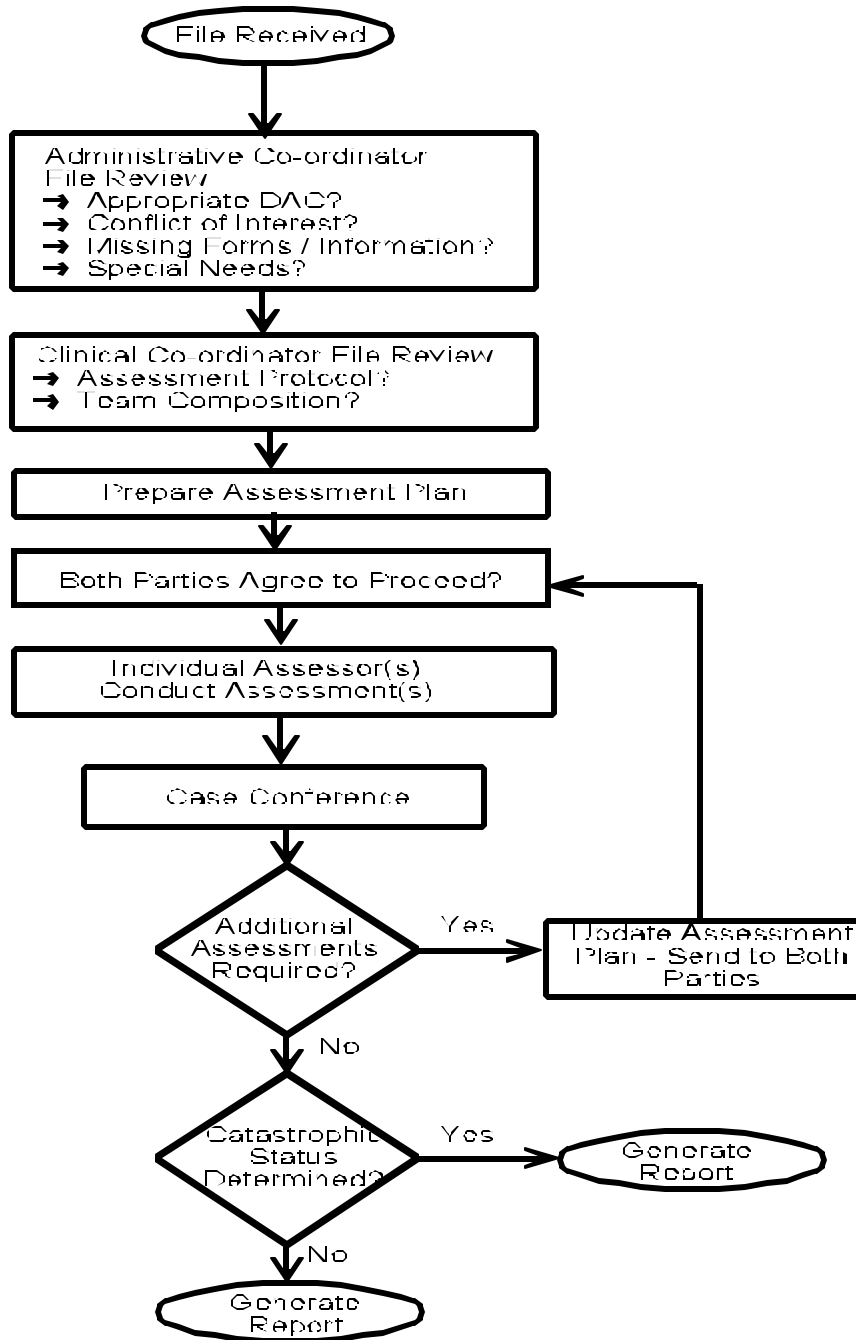 File Received
Administrative Co-ordinator
File Review
→ Appropriate DAC?
→ Conflict of Interest?
→ Missing Forms / Information?
→ Special Needs?
Clinical Co-ordinator File Review
→ Assessment Protocol?
→ Team Composition?
Prepare Assessment Plan
Both Parties Agree to Proceed?
Individual Assessor(s)
Conduct Assessment(s)
Case Conference
Additional
Assessments
Required?
Yes
Update Assessment
Plan - Send to Both
Parties
No
Catastrophic
Status
Determined?
Yes
Generate
Report
No
Generate
Report